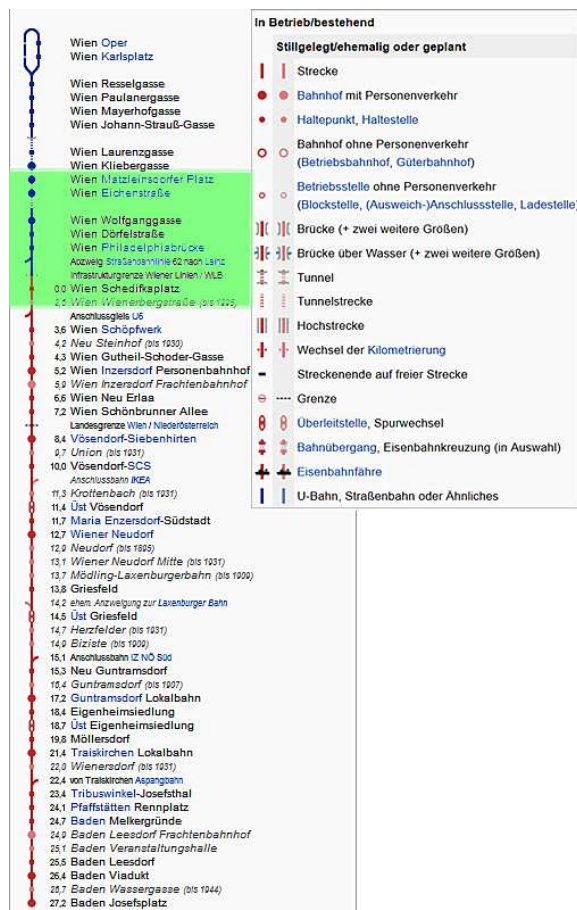 Wien Oper
Wien Karlsplatz
Wien Resselgasse
Wien Paulanergasse
Wien Mayerhofgasse
Wien Johann-Strauß-Gasse
Wien Laurenzgasse
Wien Kliebergasse
Wien Matzleinsdorfer Platz
Wien Eichenstraße
Wien Wolfganggasse
Wien Dörfelstraße
Wien Philadelphiabrücke
Abzweig Straßenbahnlinie 62 nach Lainz
Infrastrukturgrenze Wiener Linien / WLB
0,0 Wien Schedifkaplatz
2,5 Wien Wienerbergstraße (bis 1995)
Anschlussgleis U6
3,6 Wien Schöpfwerk
4,2 Neu Steinhof (bis 1930)
4,3 Wien Gutheil-Schoder-Gasse
5,2 Wien Inzersdorf Personenbahnhof
5,9 Wien Inzersdorf Frachtenbahnhof
6,6 Wien Neu Erlaa
7,2 Wien Schönbrunner Allee
Landesgrenze Wien / Niederösterreich
8,4 Vösendorf-Siebenhirten
9,7 Union (bis 1931)
10,0 Vösendorf-SCS
Anschlussbahn IKEA
11,3 Krottenbach (bis 1931)
11,4 Üst Vösendorf
11,7 Maria Enzersdorf-Südstadt
12,7 Wiener Neudorf
12,9 Neudorf (bis 1895)
13,1 Wiener Neudorf Mitte (bis 1931)
13,7 Mödling-Laxenburgerbahn (bis 1909)
13,8 Griesfeld
14,2 ehem. Anzweigung zur Laxenburger Bahn
14,5 Üst Griesfeld
14,7 Herzfelder (bis 1931)
14,9 Biziste (bis 1909)
15,1 Anschlussbahn IZ NÖ Süd
15,3 Neu Guntramsdorf
16,4 Guntramsdorf (bis 1907)
17,2 Guntramsdorf Lokalbahn
18,4 Eigenheimsiedlung
18,7 Üst Eigenheimsiedlung
19,8 Möllersdorf
21,4 Traiskirchen Lokalbahn
22,0 Wienersdorf (bis 1931)
22,4 von Traiskirchen Aspangbahn
23,4 Tribuswinkel-Josefsthal
24,1 Pfaffstätten Rennplatz
24,7 Baden Melkergründe
24,9 Baden Leesdorf Frachtenbahnhof
25,1 Baden Veranstaltungshalle
25,5 Baden Leesdorf
26,4 Baden Viadukt
26,7 Baden Wassergasse (bis 1944)
27,2 Baden Josefsplatz
In Betrieb/bestehend
Stillgelegt/ehemalig oder geplant
Strecke
Bahnhof mit Personenverkehr
Haltepunkt, Haltestelle
Bahnhof ohne Personenverkehr
(Betriebsbahnhof, Güterbahnhof)
Betriebsstelle ohne Personenverkehr
(Blockstelle, (Ausweich-)Anschlussstelle, Ladestelle)
Brücke (+ zwei weitere Größen)
Brücke über Wasser (+ zwei weitere Größen)
Tunnel
Tunnelstrecke
Hochstrecke
Wechsel der Kilometrierung
Streckenende auf freier Strecke
Grenze
Überleitstelle, Spurwechsel
Bahnübergang, Eisenbahnkreuzung (in Auswahl)
Eisenbahnfähre
U-Bahn, Straßenbahn oder Ähnliches